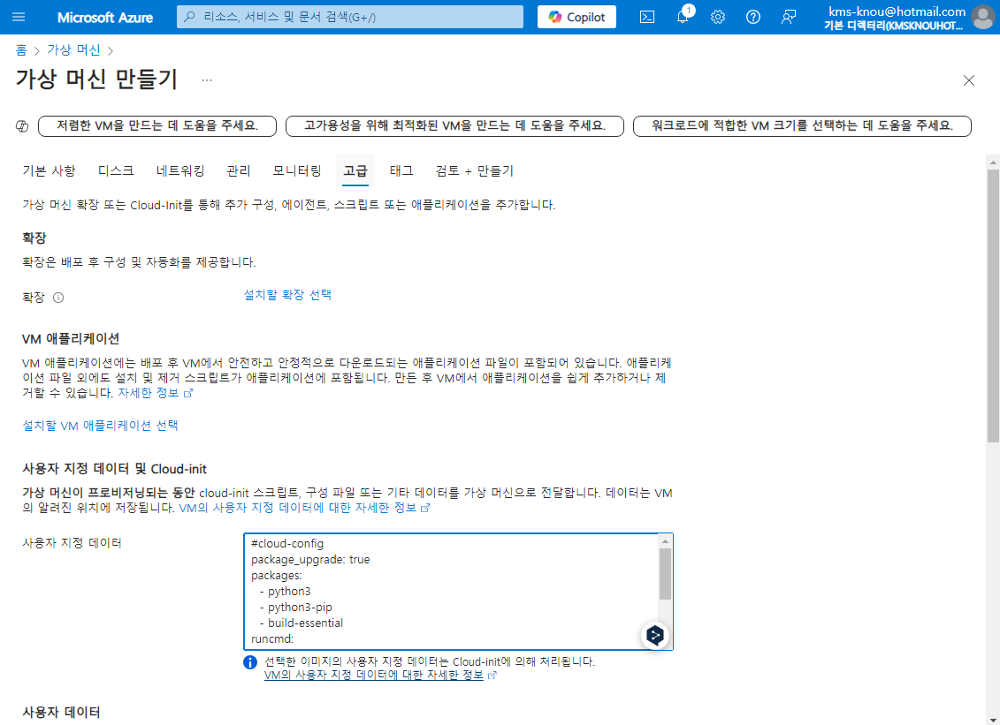 Microsoft Azure
리소스, 서비스 및 문서 검색(G+/)
Copilot
1
kms-knou@hotmail.com
기본 디렉터리(KMSKNOUHOT...
홈 > 가상 머신 >
가상 머신 만들기 ...
저렴한 VM을 만드는 데 도움을 주세요.
고가용성을 위해 최적화된 VM을 만드는 데 도움을 주세요.
워크로드에 적합한 VM 크기를 선택하는 데 도움을 주세요.
기본 사항 디스크 네트워킹 관리 모니터링 고급 태그 검토 + 만들기
가상 머신 확장 또는 Cloud-Init를 통해 추가 구성, 에이전트, 스크립트 또는 애플리케이션을 추가합니다.
확장
확장은 배포 후 구성 및 자동화를 제공합니다.
확장 설치할 확장 선택
VM 애플리케이션
VM 애플리케이션에는 배포 후 VM에서 안전하고 안정적으로 다운로드되는 애플리케이션 파일이 포함되어 있습니다. 애플리케
이션 파일 외에도 설치 및 제거 스크립트가 애플리케이션에 포함됩니다. 만든 후 VM에서 애플리케이션을 쉽게 추가하거나 제
거할 수 있습니다. 자세한 정보
설치할 VM 애플리케이션 선택
사용자 지정 데이터 및 Cloud-init
가상 머신이 프로비저닝되는 동안 cloud-init 스크립트, 구성 파일 또는 기타 데이터를 가상 머신으로 전달합니다. 데이터는 VM
의 알려진 위치에 저장됩니다. VM의 사용자 지정 데이터에 대한 자세한 정보
사용자 지정 데이터
#cloud-config
package_upgrade: true
packages:
- python3
- python3-pip
- build-essential
runcmd:
선택한 이미지의 사용자 지정 데이터는 Cloud-init에 의해 처리됩니다.
VM의 사용자 지정 데이터에 대한 자세한 정보
사용자 데이터